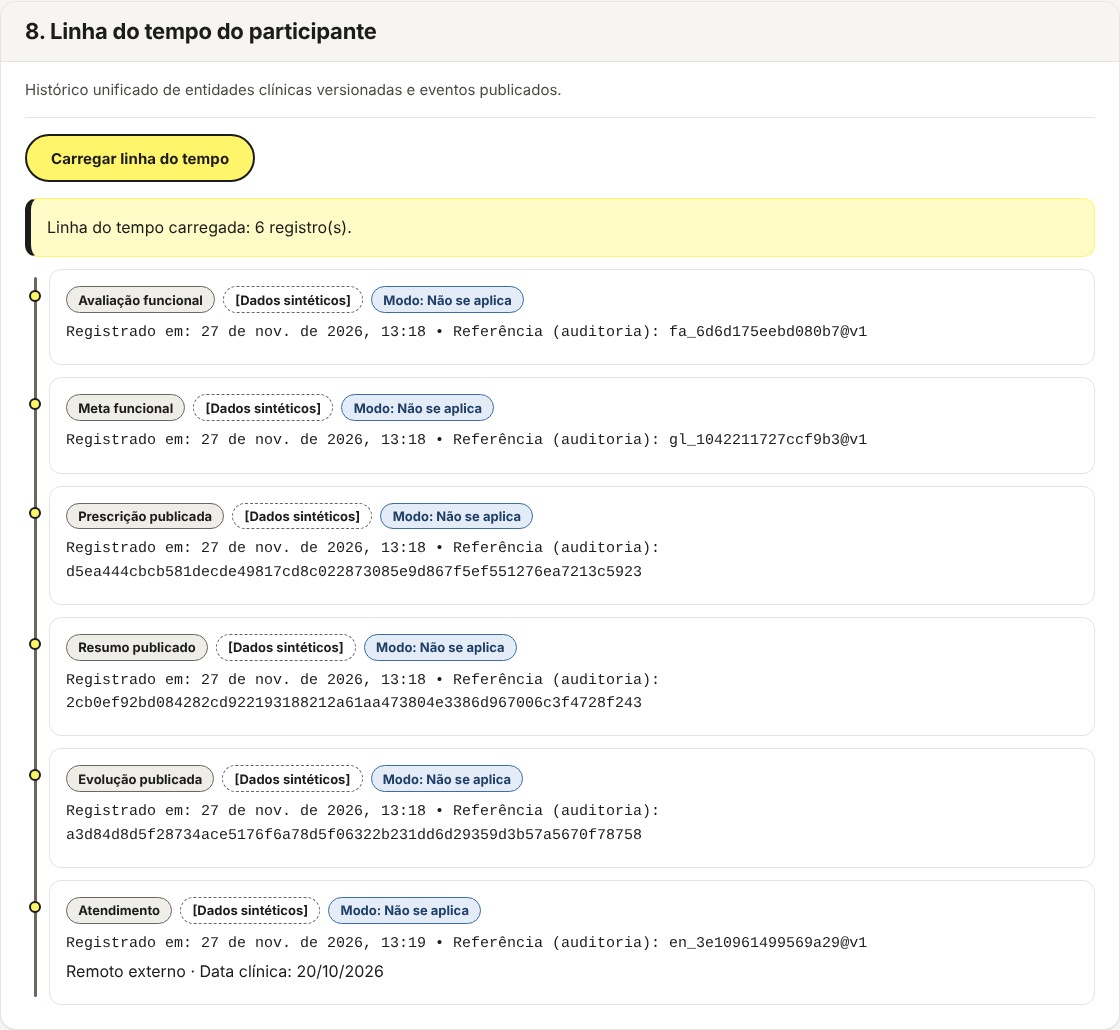 8. Linha do tempo do participante
Histórico unificado de entidades clínicas versionadas e eventos publicados.
Carregar linha do tempo
Linha do tempo carregada: 6 registro(s).
Avaliação funcional [Dados sintéticos] Modo: Não se aplica
Registrado em: 27 de nov. de 2026, 13:18 • Referência (auditoria): fa_6d6d175eebd080b7@v1
Meta funcional [Dados sintéticos] Modo: Não se aplica
Registrado em: 27 de nov. de 2026, 13:18 • Referência (auditoria): gl_1042211727ccf9b3@v1
Prescrição publicada [Dados sintéticos] Modo: Não se aplica
Registrado em: 27 de nov. de 2026, 13:18 • Referência (auditoria):
d5ea444cbcb581decde49817cd8c022873085e9d867f5ef551276ea7213c5923
Resumo publicado [Dados sintéticos] Modo: Não se aplica
Registrado em: 27 de nov. de 2026, 13:18 • Referência (auditoria):
2cb0ef92bd084282cd922193188212a61aa473804e3386d967006c3f4728f243
Evolução publicada [Dados sintéticos] Modo: Não se aplica
Registrado em: 27 de nov. de 2026, 13:18 • Referência (auditoria):
a3d84d8d5f28734ace5176f6a78d5f06322b231dd6d29359d3b57a5670f78758
Atendimento [Dados sintéticos] Modo: Não se aplica
Registrado em: 27 de nov. de 2026, 13:19 • Referência (auditoria): en_3e10961499569a29@v1
Remoto externo · Data clínica: 20/10/2026